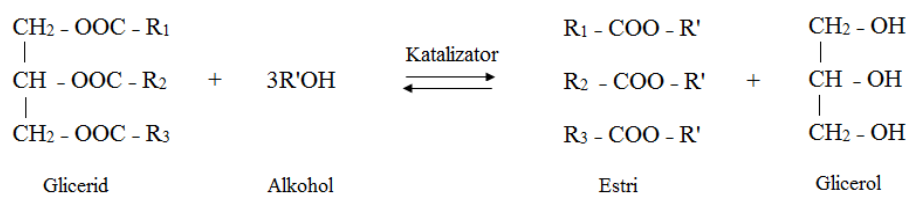 CH₂ - OOC - R₁ R₁ - COO - R' CH₂ - OH
| Katalizator |
CH - OOC - R₂ + 3R'OH R₂ - COO - R' + CH - OH
| |
CH₂ - OOC - R₃ R₃ - COO - R' CH₂ - OH
Glicerid Alkohol Estri Glicerol